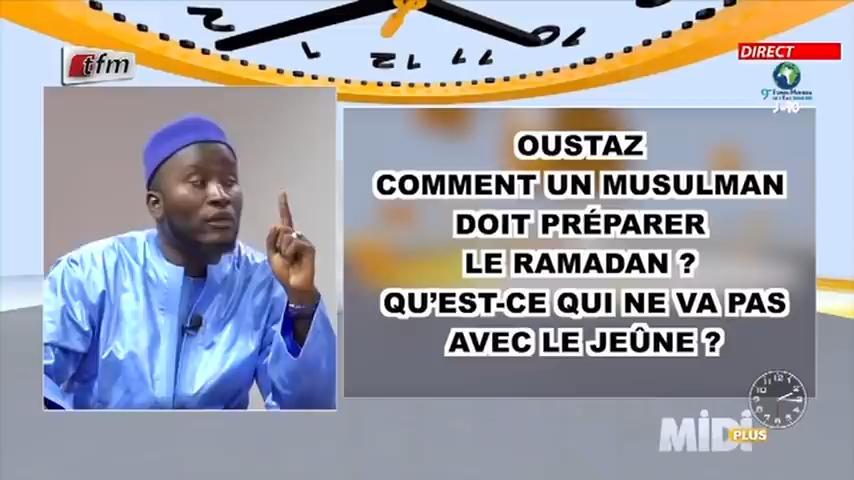 tfm
DIRECT
OUSTAZ
COMMENT UN MUSULMAN
DOIT PRÉPARER
LE RAMADAN ?
QU'EST-CE QUI NE VA PAS
AVEC LE JEÛNE ?
MiDi
PLUS